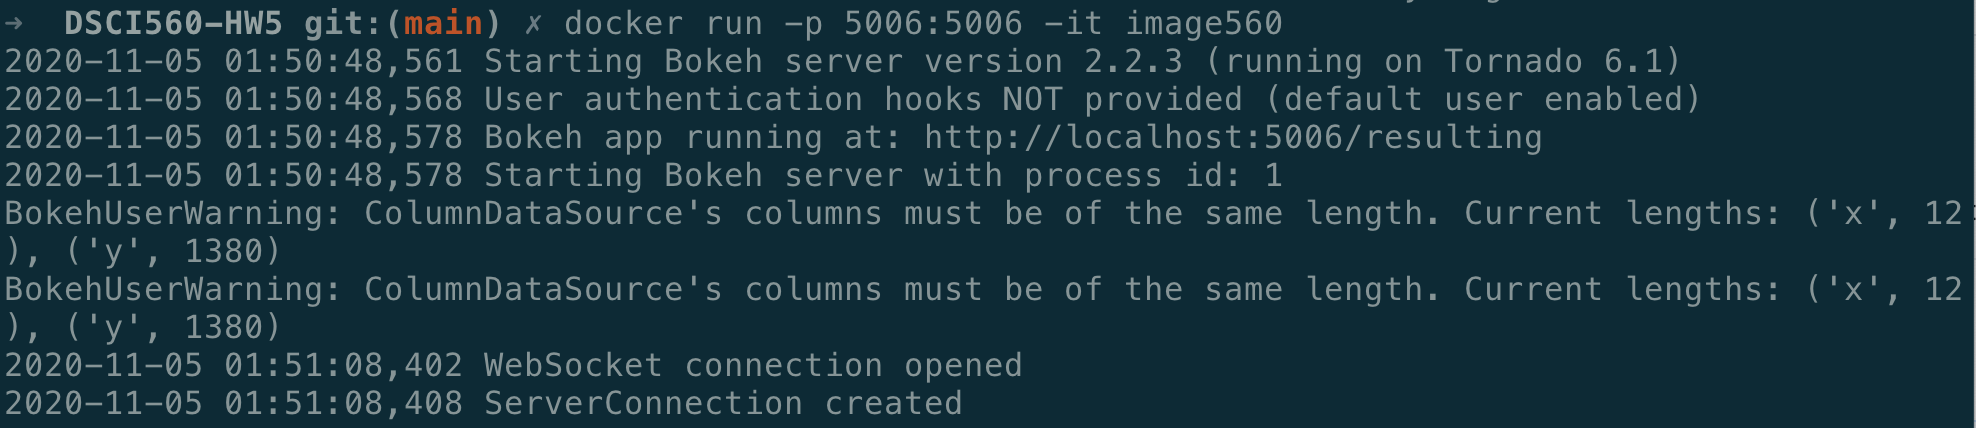 → DSCI560-HW5 git:(main) ✗ docker run -p 5006:5006 -it image560
2020-11-05 01:50:48,561 Starting Bokeh server version 2.2.3 (running on Tornado 6.1)
2020-11-05 01:50:48,568 User authentication hooks NOT provided (default user enabled)
2020-11-05 01:50:48,578 Bokeh app running at: http://localhost:5006/resulting
2020-11-05 01:50:48,578 Starting Bokeh server with process id: 1
BokehUserWarning: ColumnDataSource's columns must be of the same length. Current lengths: ('x', 12
), ('y', 1380)
BokehUserWarning: ColumnDataSource's columns must be of the same length. Current lengths: ('x', 12
), ('y', 1380)
2020-11-05 01:51:08,402 WebSocket connection opened
2020-11-05 01:51:08,408 ServerConnection created